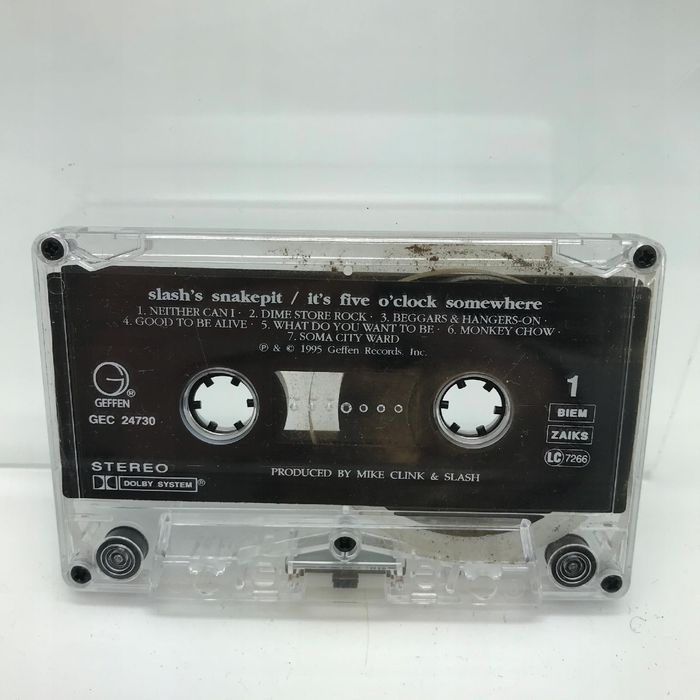 slash's snakepit / it's five o'clock somewhere
1. NEITHER CAN I · 2. DIME STORE ROCK · 3. BEGGARS & HANGERS-ON ·
4. GOOD TO BE ALIVE · 5. WHAT DO YOU WANT TO BE · 6. MONKEY CHOW ·
7. SOMA CITY WARD
℗ & © 1995 Geffen Records, Inc.
G®
GEFFEN
GEC 24730
1
BIEM
ZAIKS
LC 7266
STEREO
DOLBY SYSTEM®
PRODUCED BY MIKE CLINK & SLASH